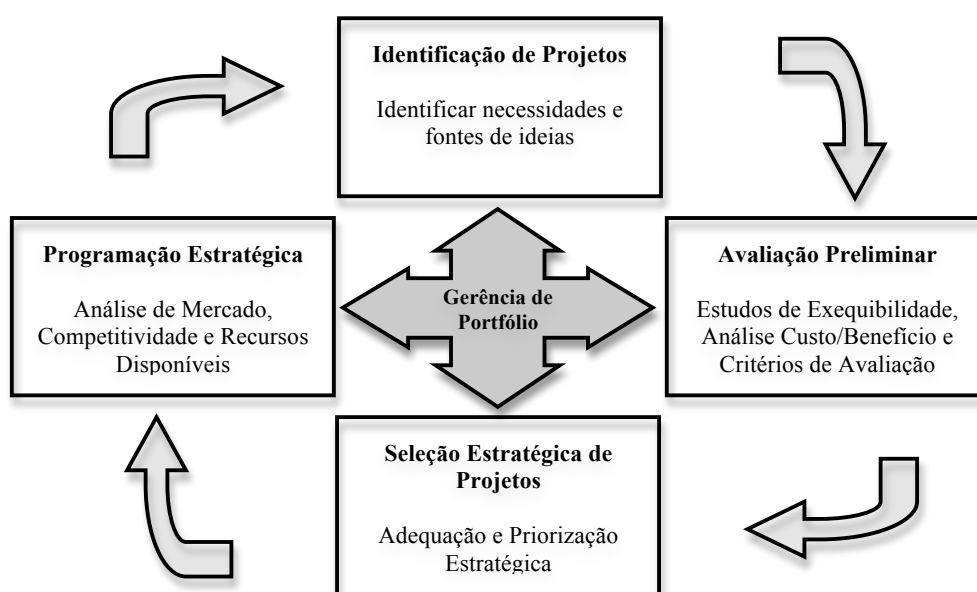 Identificação de Projetos
Identificar necessidades e
fontes de ideias
Programação Estratégica
Análise de Mercado,
Competitividade e Recursos
Disponíveis
Gerência de
Portfólio
Avaliação Preliminar
Estudos de Exequibilidade,
Análise Custo/Benefício e
Critérios de Avaliação
Seleção Estratégica de
Projetos
Adequação e Priorização
Estratégica